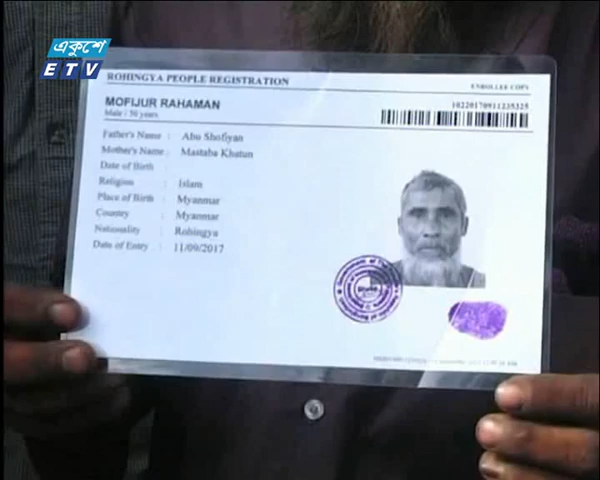 একুশে
ETV
ROHINGYA PEOPLE REGISTRATION
ENROLLEE COPY
MOFIJUR RAHAMAN
Male / 50 years
10220170911235325
Father's Name : Abu Shofiyan
Mother's Name : Mastaba Khatun
Date of Birth :
Religion : Islam
Place of Birth : Myanmar
Country : Myanmar
Nationality : Rohingya
Date of Entry : 11/09/2017